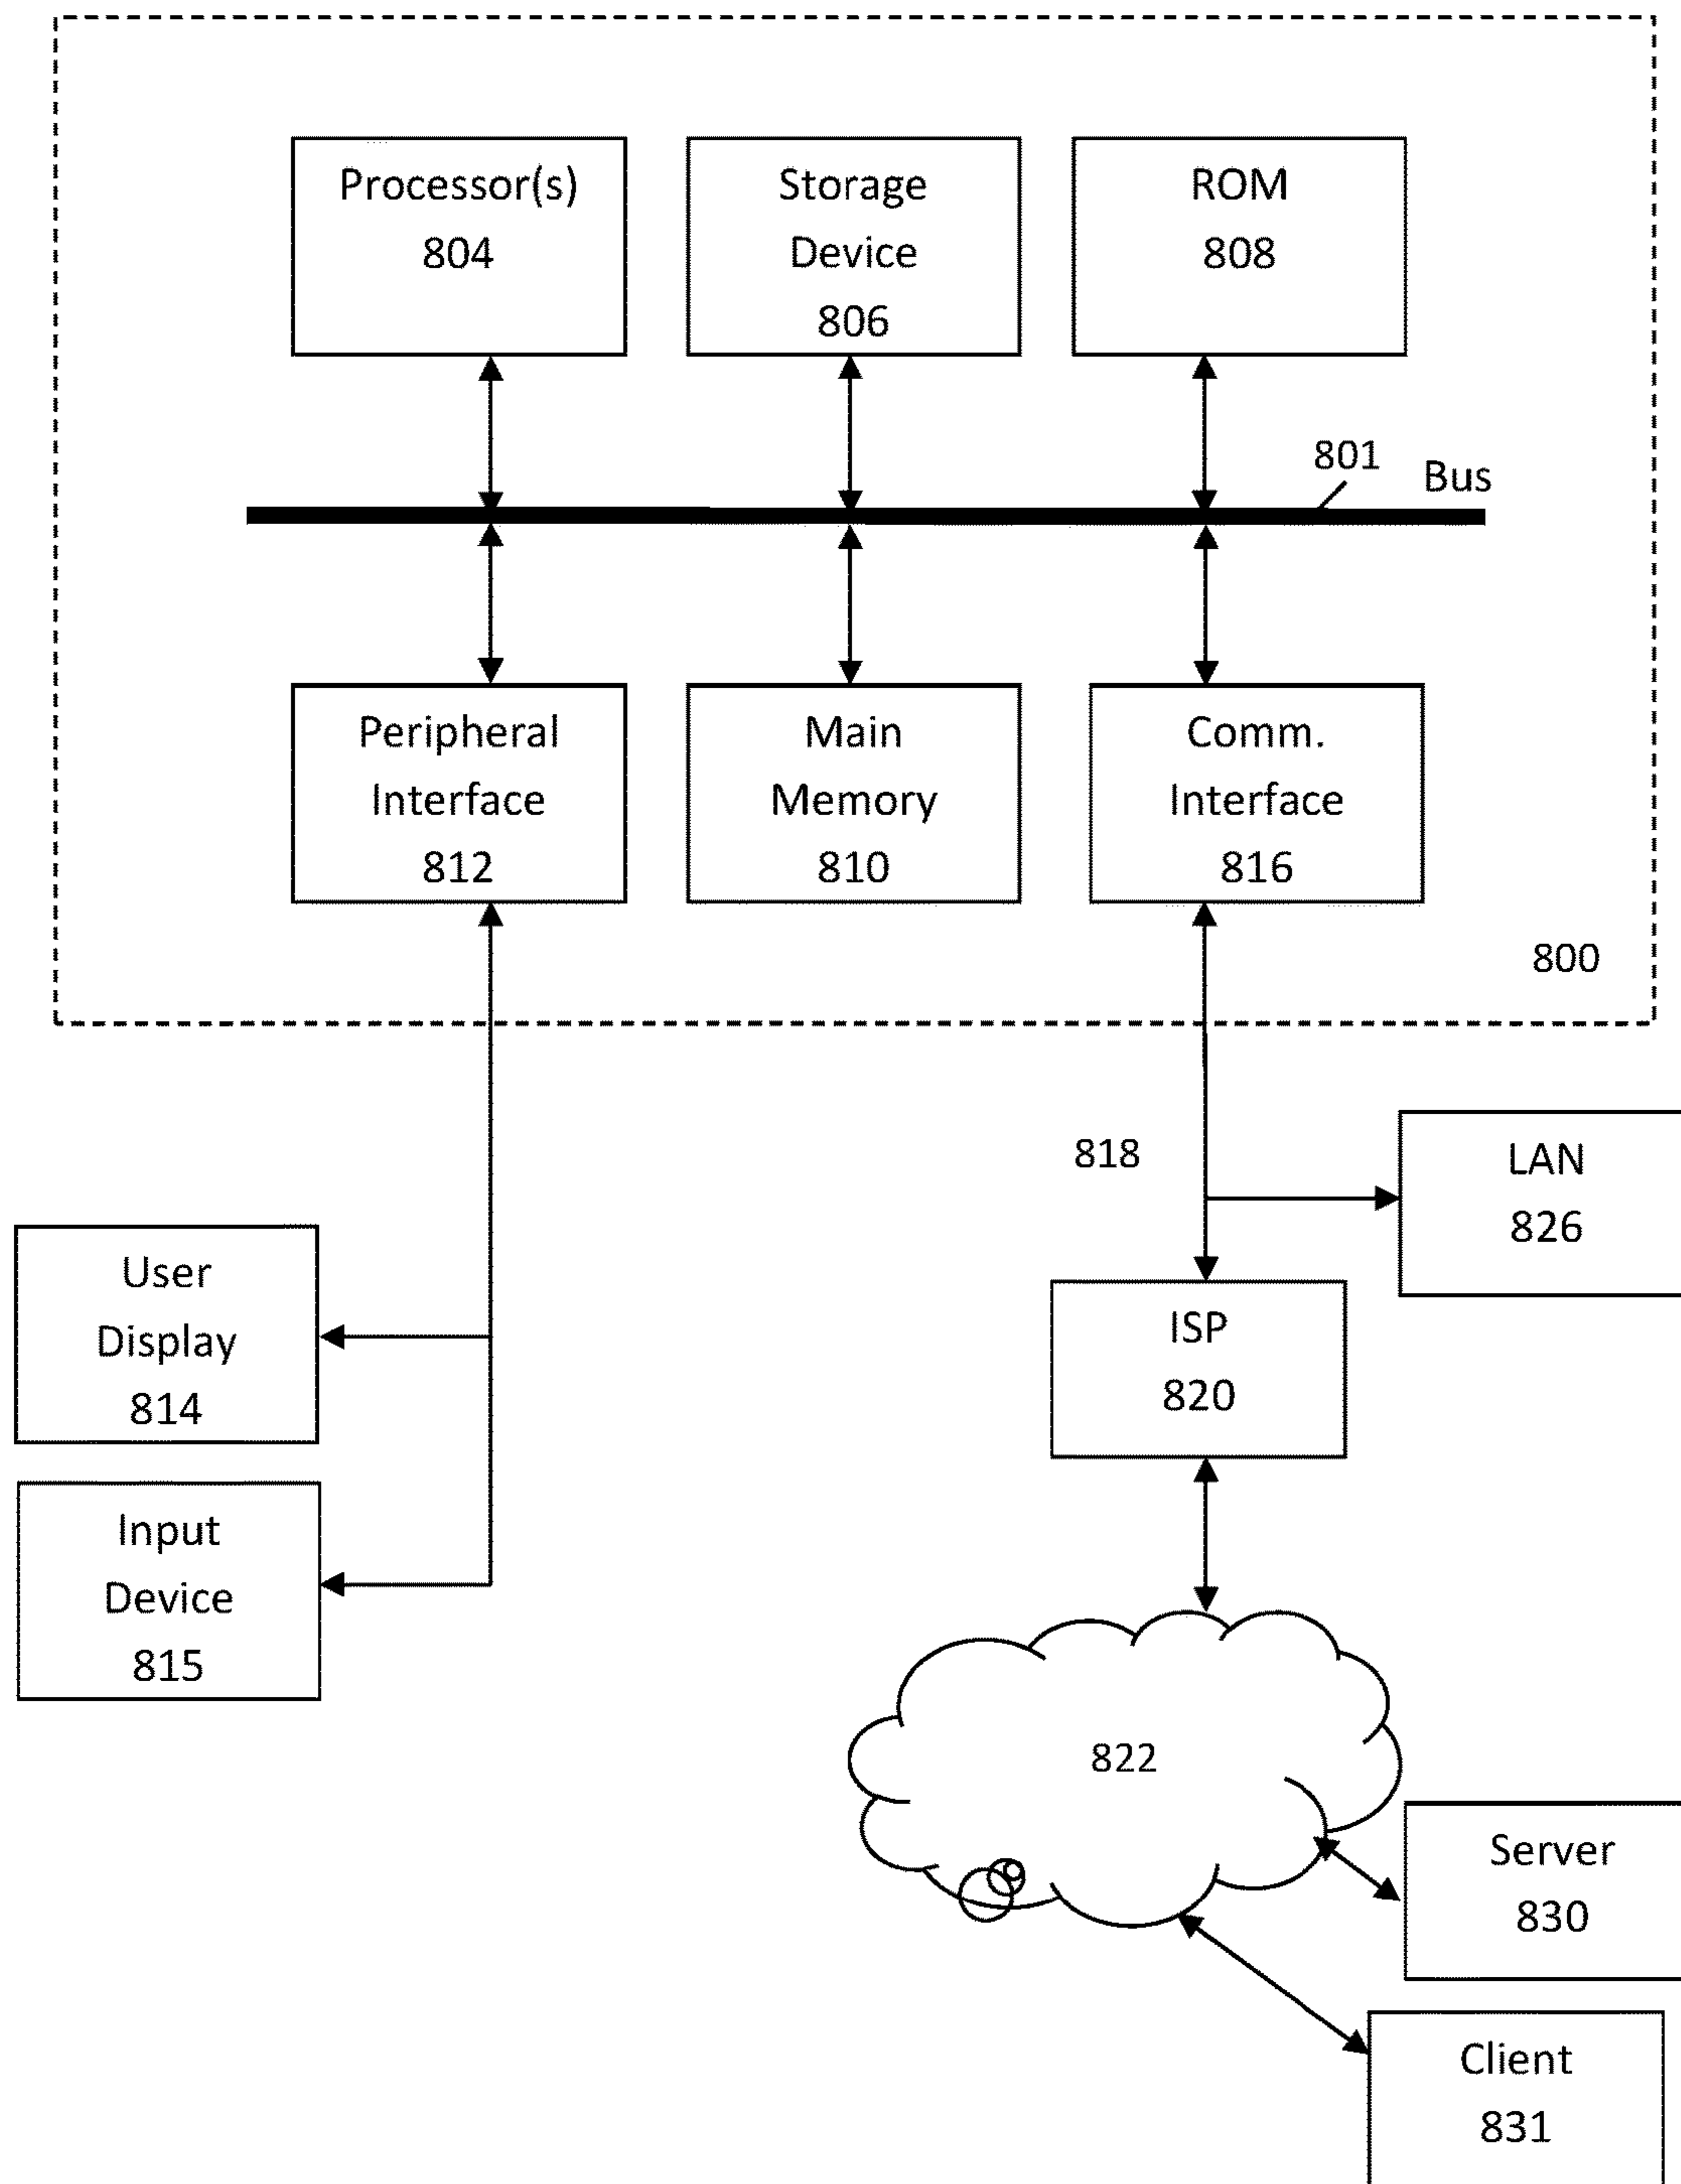 Processor(s)
804
Storage
Device
806
ROM
808
801
Bus
Peripheral
Interface
812
Main
Memory
810
Comm.
Interface
816
800
818
LAN
826
User
Display
814
ISP
820
Input
Device
815
822
Server
830
Client
831